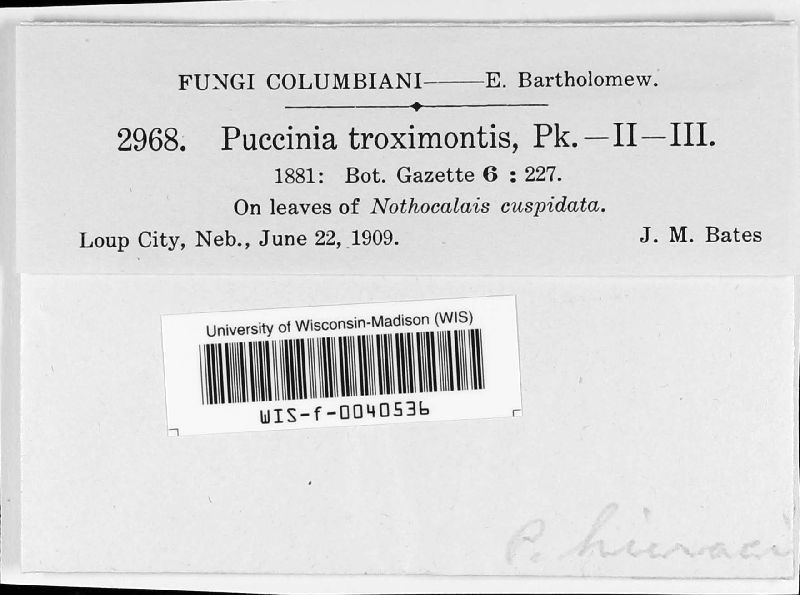 FUNGI COLUMBIANI——E. Bartholomew.
2968. Puccinia troximontis, Pk.—II—III.
1881: Bot. Gazette 6 : 227.
On leaves of Nothocalais cuspidata.
Loup City, Neb., June 22, 1909. J. M. Bates
University of Wisconsin-Madison (WIS)
WIS-f-0040536
P. hieracii